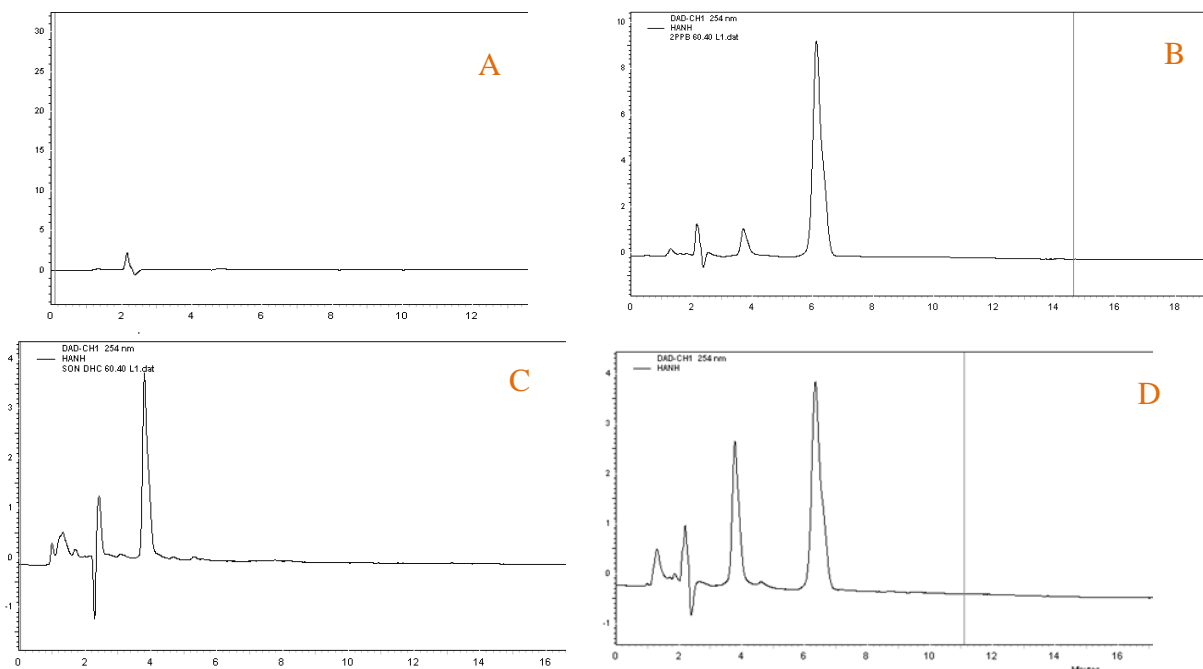 A
30
25
20
15
10
5
0
0 2 4 6 8 10 12
B
DAD-CH1 254 nm
HANH
2PPB 60.40 L1.dat
10
8
6
4
2
0
0 2 4 6 8 10 12 14 16 18
C
DAD-CH1 254 nm
HANH
SON DHC 60.40 L1.dat
4
3
2
1
0
-1
0 2 4 6 8 10 12 14 16
D
DAD-CH1 254 nm
HANH
4
3
2
1
0
-1
0 2 4 6 8 10 12 14 16